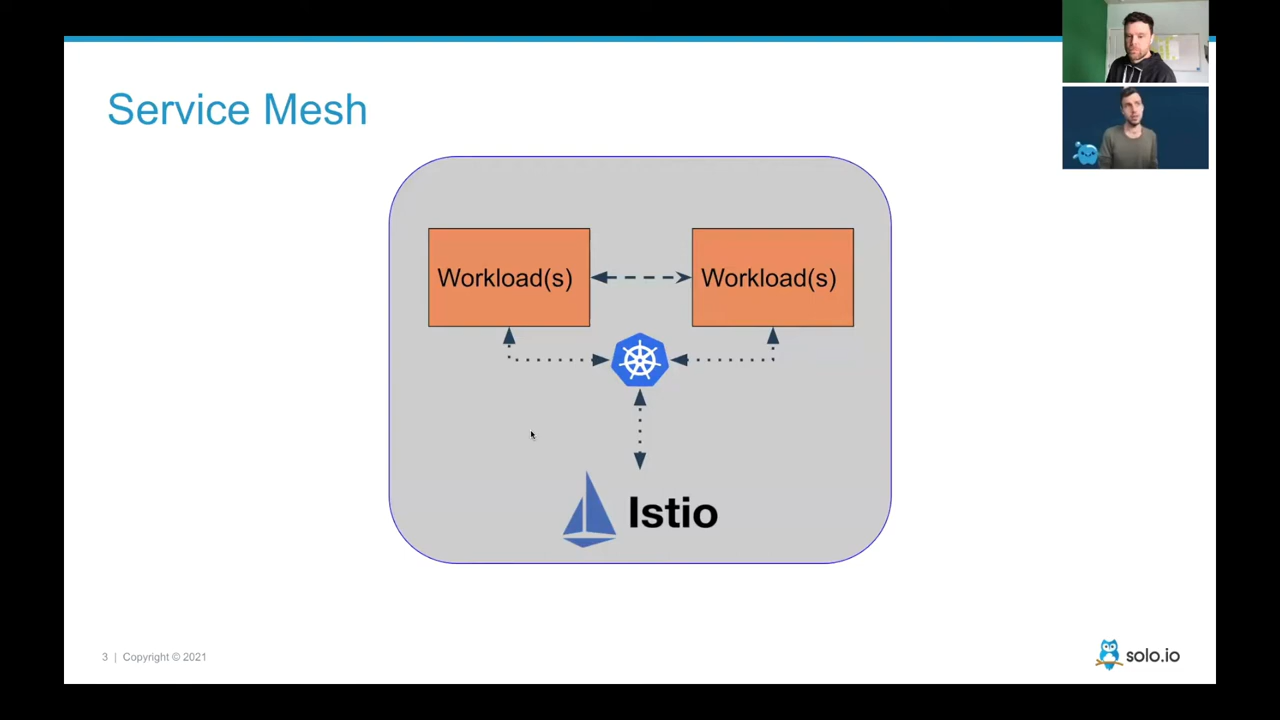 Service Mesh
Workload(s)
Workload(s)
Istio
3 | Copyright © 2021
solo.io